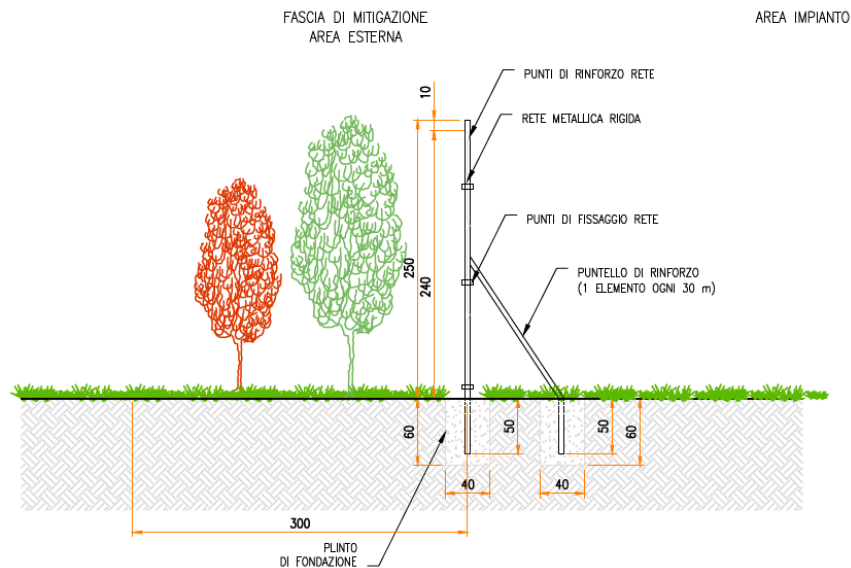 FASCIA DI MITIGAZIONE
AREA ESTERNA
AREA IMPIANTO
PUNTI DI RINFORZO RETE
10
RETE METALLICA RIGIDA
PUNTI DI FISSAGGIO RETE
250
240
PUNTELLO DI RINFORZO
(1 ELEMENTO OGNI 30 m)
60
50
50
60
40
40
300
PLINTO
DI FONDAZIONE